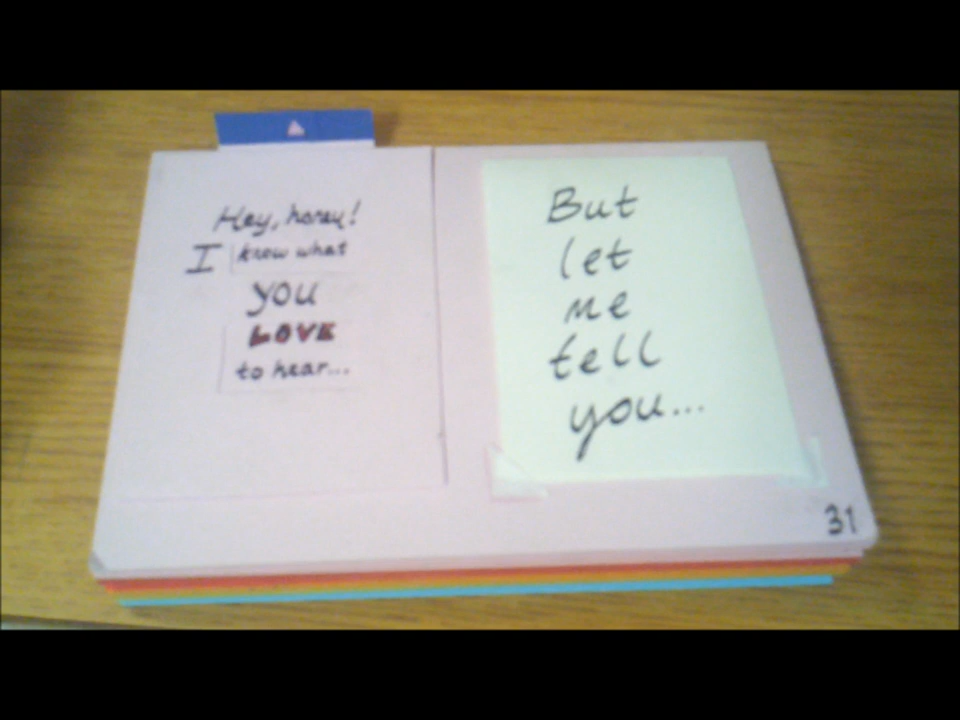 Hey, honey!
I know what
you
LOVE
to hear...
But
let
me
tell
you...
31